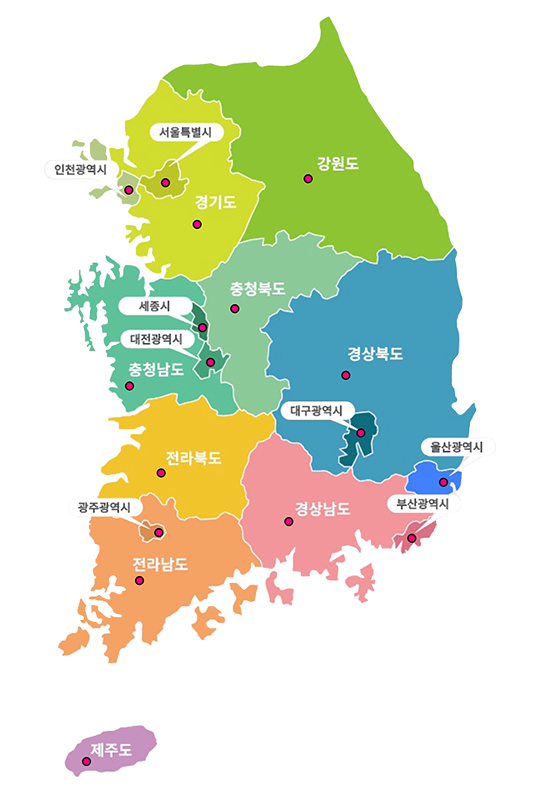 서울특별시
강원도
인천광역시
경기도
충청북도
세종시
대전광역시
경상북도
충청남도
대구광역시
울산광역시
전라북도
광주광역시
부산광역시
경상남도
전라남도
제주도